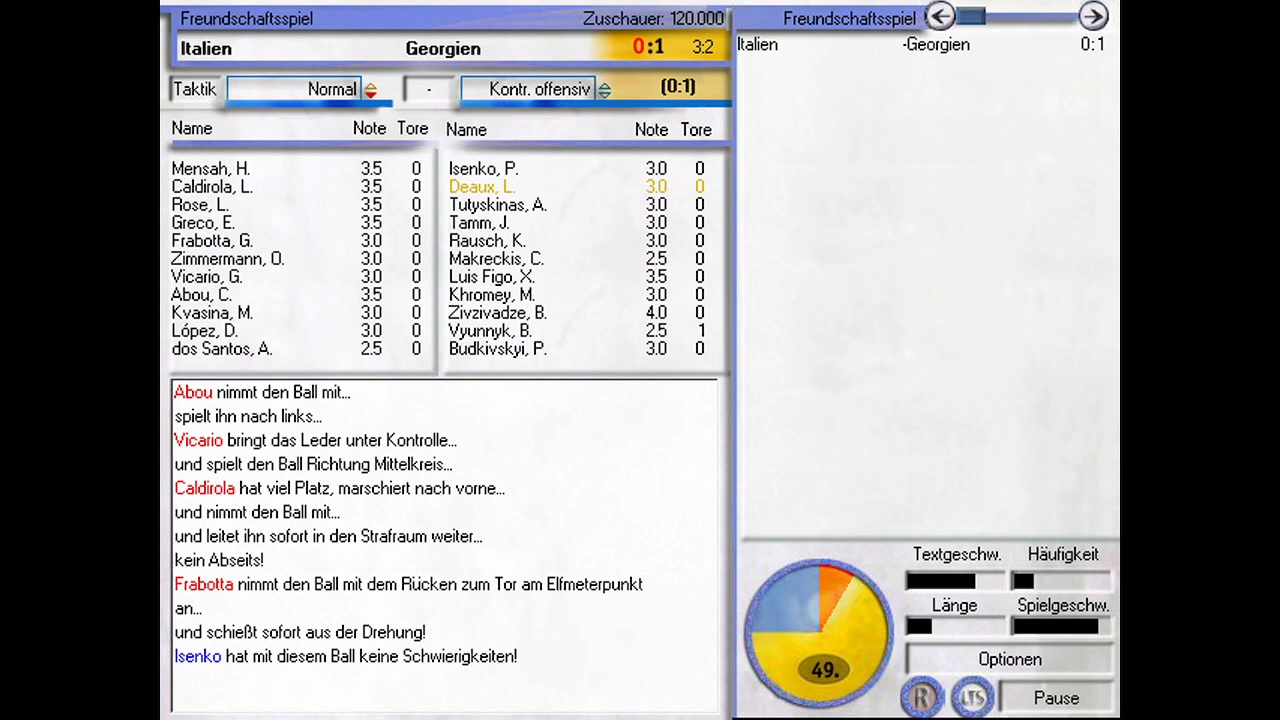 Freundschaftsspiel Zuschauer: 120.000
Italien Georgien 0:1 3:2
Taktik Normal - Kontr. offensiv (0:1)
Name Note Tore Name Note Tore
Mensah, H. 3.5 0 Isenko, P. 3.0 0
Caldirola, L. 3.5 0 Deaux, L. 3.0 0
Rose, L. 3.5 0 Tutyskinas, A. 3.0 0
Greco, E. 3.5 0 Tamm, J. 3.0 0
Frabotta, G. 3.0 0 Rausch, K. 3.0 0
Zimmermann, O. 3.0 0 Makreckis, C. 2.5 0
Vicario, G. 3.0 0 Luis Figo, X. 3.5 0
Abou, C. 3.5 0 Khromey, M. 3.0 0
Kvasina, M. 3.0 0 Zivzivadze, B. 4.0 0
López, D. 3.0 0 Vyunnyk, B. 2.5 1
dos Santos, A. 2.5 0 Budkivskyi, P. 3.0 0
Abou nimmt den Ball mit...
spielt ihn nach links...
Vicario bringt das Leder unter Kontrolle...
und spielt den Ball Richtung Mittelkreis...
Caldirola hat viel Platz, marschiert nach vorne...
und nimmt den Ball mit...
und leitet ihn sofort in den Strafraum weiter...
kein Abseits!
Frabotta nimmt den Ball mit dem Rücken zum Tor am Elfmeterpunkt
an...
und schießt sofort aus der Drehung!
Isenko hat mit diesem Ball keine Schwierigkeiten!
Freundschaftsspiel
Italien -Georgien 0:1
Textgeschw. Häufigkeit
Länge Spielgeschw.
49.
Optionen
R LTS Pause